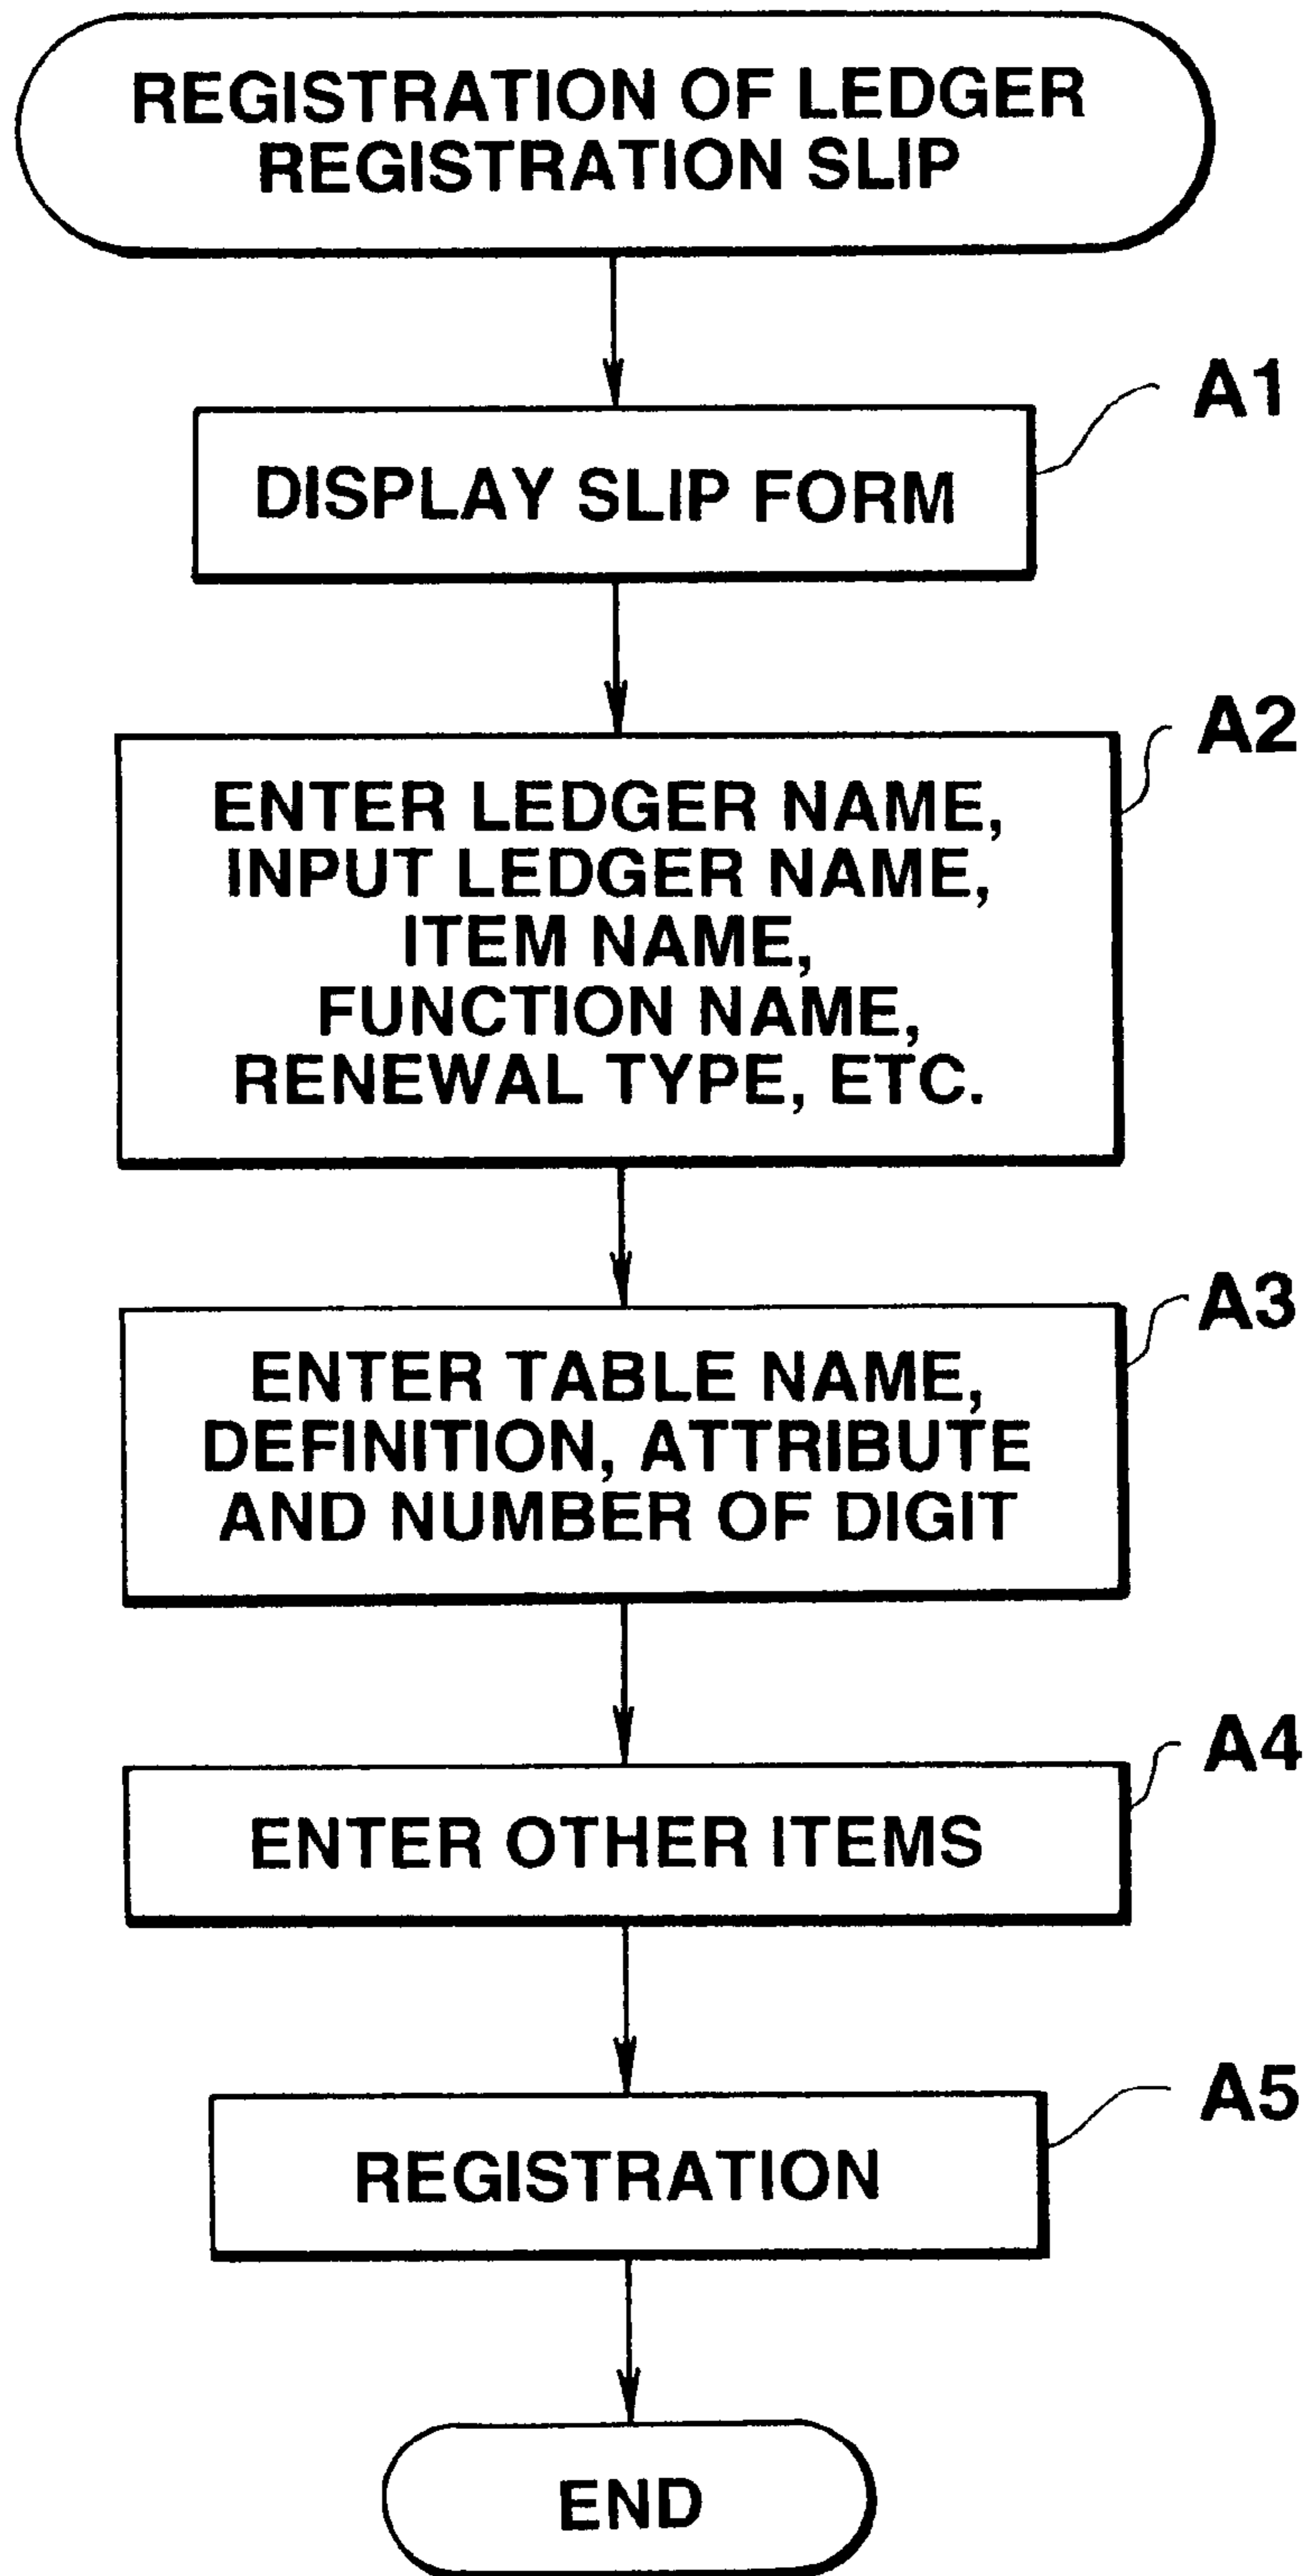 REGISTRATION OF LEDGER
REGISTRATION SLIP
A1
DISPLAY SLIP FORM
A2
ENTER LEDGER NAME,
INPUT LEDGER NAME,
ITEM NAME,
FUNCTION NAME,
RENEWAL TYPE, ETC.
A3
ENTER TABLE NAME,
DEFINITION, ATTRIBUTE
AND NUMBER OF DIGIT
A4
ENTER OTHER ITEMS
A5
REGISTRATION
END